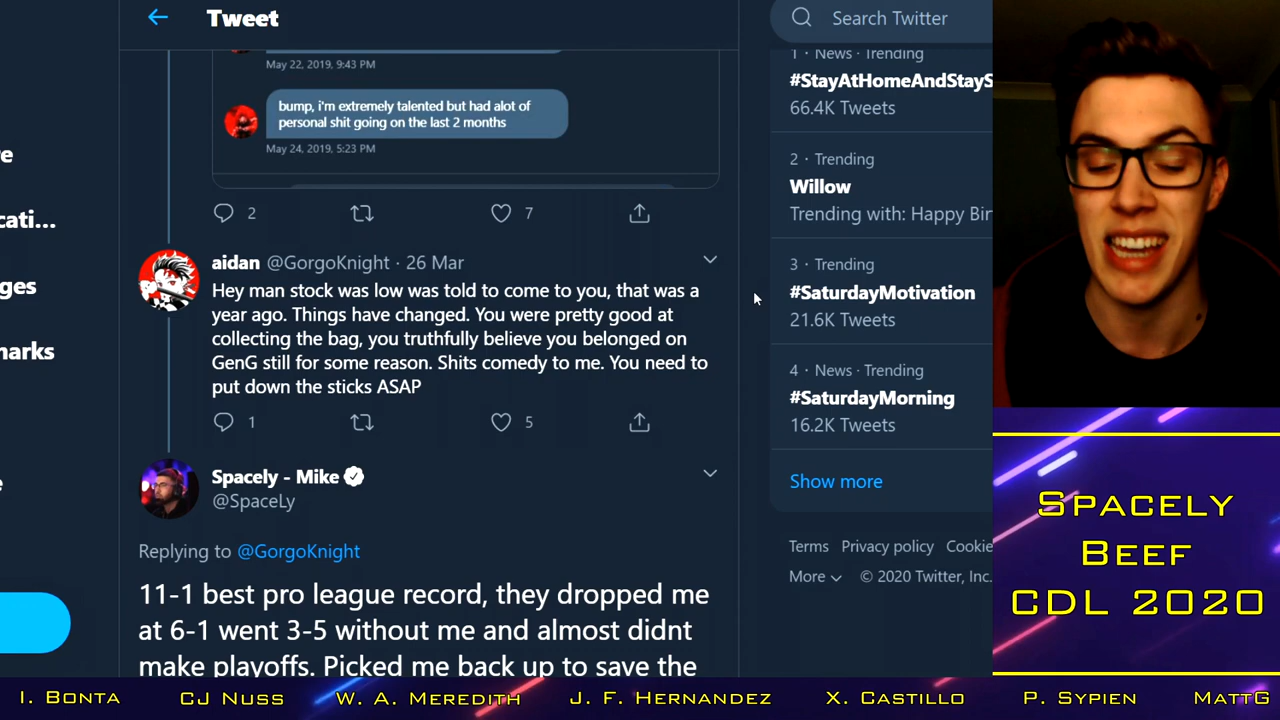 Tweet
Search Twitter
May 22, 2019, 9:43 PM
bump, i'm extremely talented but had alot of
personal shit going on the last 2 months
May 24, 2019, 5:23 PM
2
7
aidan @GorgoKnight · 26 Mar
Hey man stock was low was told to come to you, that was a
year ago. Things have changed. You were pretty good at
collecting the bag, you truthfully believe you belonged on
GenG still for some reason. Shits comedy to me. You need to
put down the sticks ASAP
1
5
Spacely - Mike
@SpaceLy
Replying to @GorgoKnight
11-1 best pro league record, they dropped me
at 6-1 went 3-5 without me and almost didnt
make playoffs. Picked me back up to save the
re
cati...
ges
narks
1 · News · Trending
#StayAtHomeAndStayS
66.4K Tweets
2 · Trending
Willow
Trending with: Happy Bir
3 · Trending
#SaturdayMotivation
21.6K Tweets
4 · News · Trending
#SaturdayMorning
16.2K Tweets
Show more
Terms Privacy policy Cookie
More © 2020 Twitter, Inc.
Spacely
Beef
CDL 2020
I. Bonta CJ Nuss W. A. Meredith J. F. Hernandez X. Castillo P. Sypien MattG